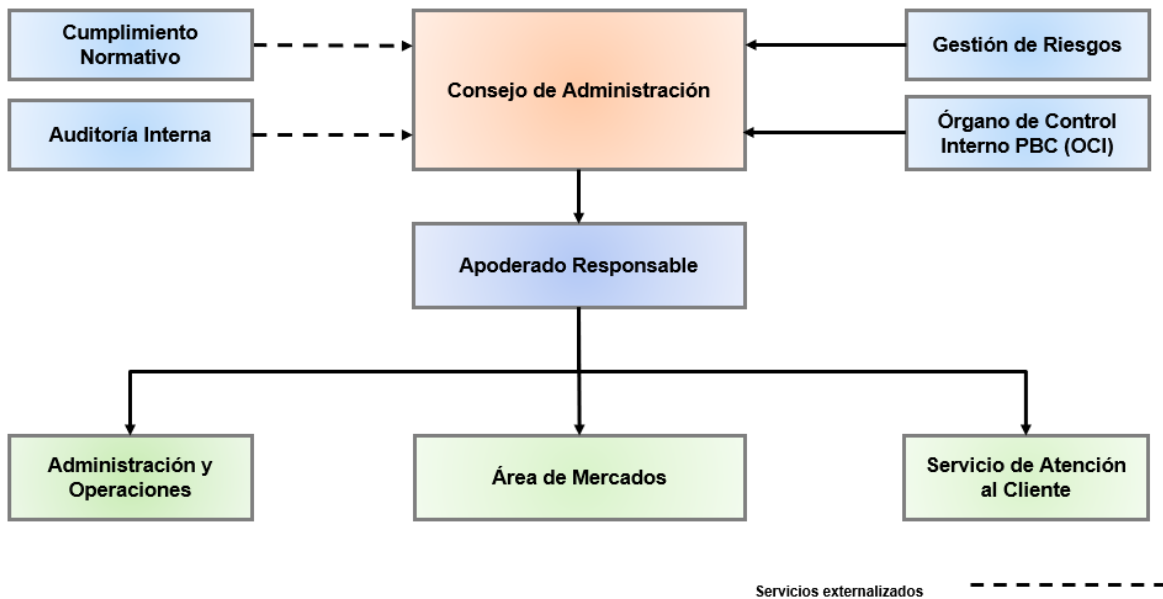 Cumplimiento
Normativo
Consejo de Administración
Gestión de Riesgos
Auditoría Interna
Órgano de Control
Interno PBC (OCI)
Apoderado Responsable
Administración y
Operaciones
Área de Mercados
Servicio de Atención
al Cliente
Servicios externalizados